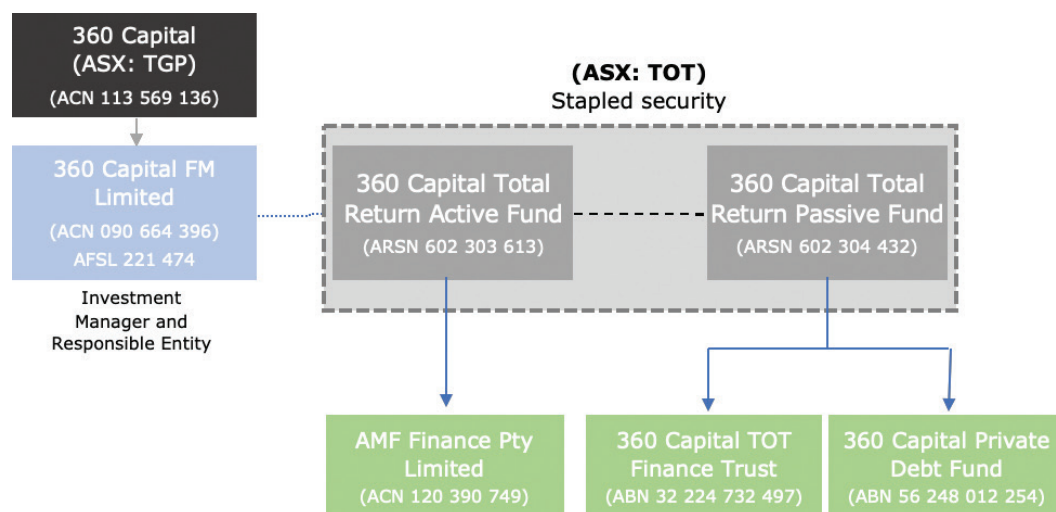 360 Capital
(ASX: TGP)
(ACN 113 569 136)
360 Capital FM
Limited
(ACN 090 664 396)
AFSL 221 474
Investment
Manager and
Responsible Entity
(ASX: TOT)
Stapled security
360 Capital Total
Return Active Fund
(ARSN 602 303 613)
360 Capital Total
Return Passive Fund
(ARSN 602 304 432)
AMF Finance Pty
Limited
(ACN 120 390 749)
360 Capital TOT
Finance Trust
(ABN 32 224 732 497)
360 Capital Private
Debt Fund
(ABN 56 248 012 254)